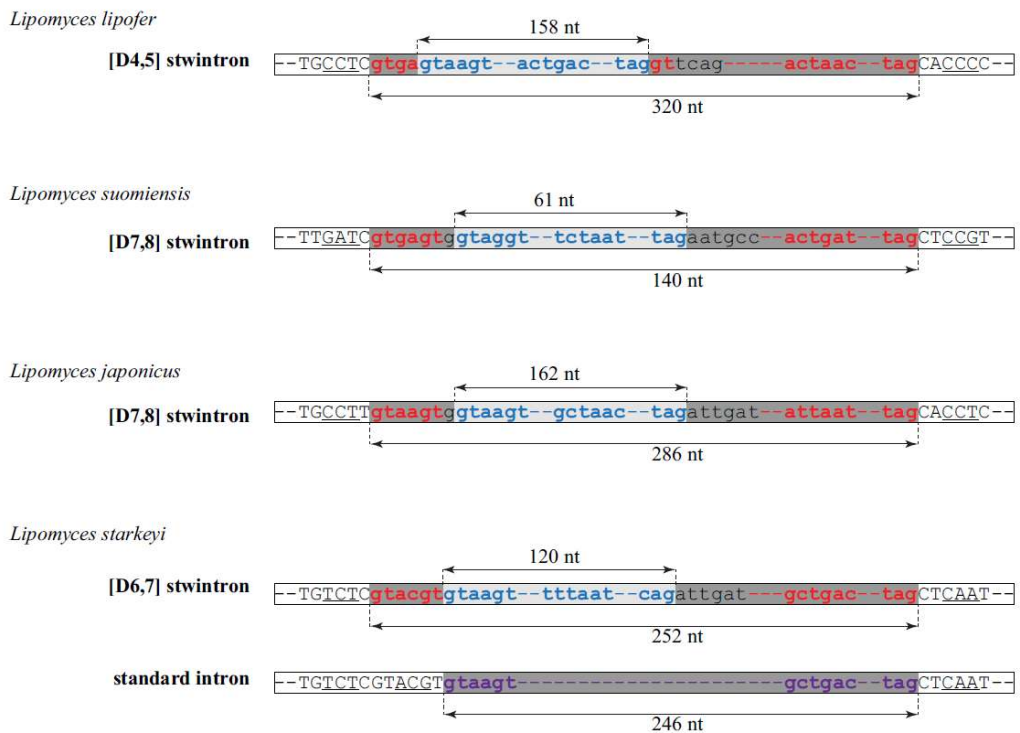 Lipomyces lipofer
158 nt
[D4,5] stwintron
--TGCCTCgtgagtaagt--actgac--taggttcag-----actaac--tagCACCCC--
320 nt
Lipomyces suomiensis
61 nt
[D7,8] stwintron
--TTGATCgtgagtggtaggt--tctaat--tagaatgcc--actgat--tagCTCCGT--
140 nt
Lipomyces japonicus
162 nt
[D7,8] stwintron
--TGCCTTgtaagtggtaagt--gctaac--tagattgat--attaat--tagCACCTC--
286 nt
Lipomyces starkeyi
120 nt
[D6,7] stwintron
--TGTCTCgtacgtgtaagt--tttaat--cagattgat---gctgac--tagCTCAAT--
252 nt
standard intron
--TGTCTCGTACGTgtaagt----------------------gctgac--tagCTCAAT--
246 nt